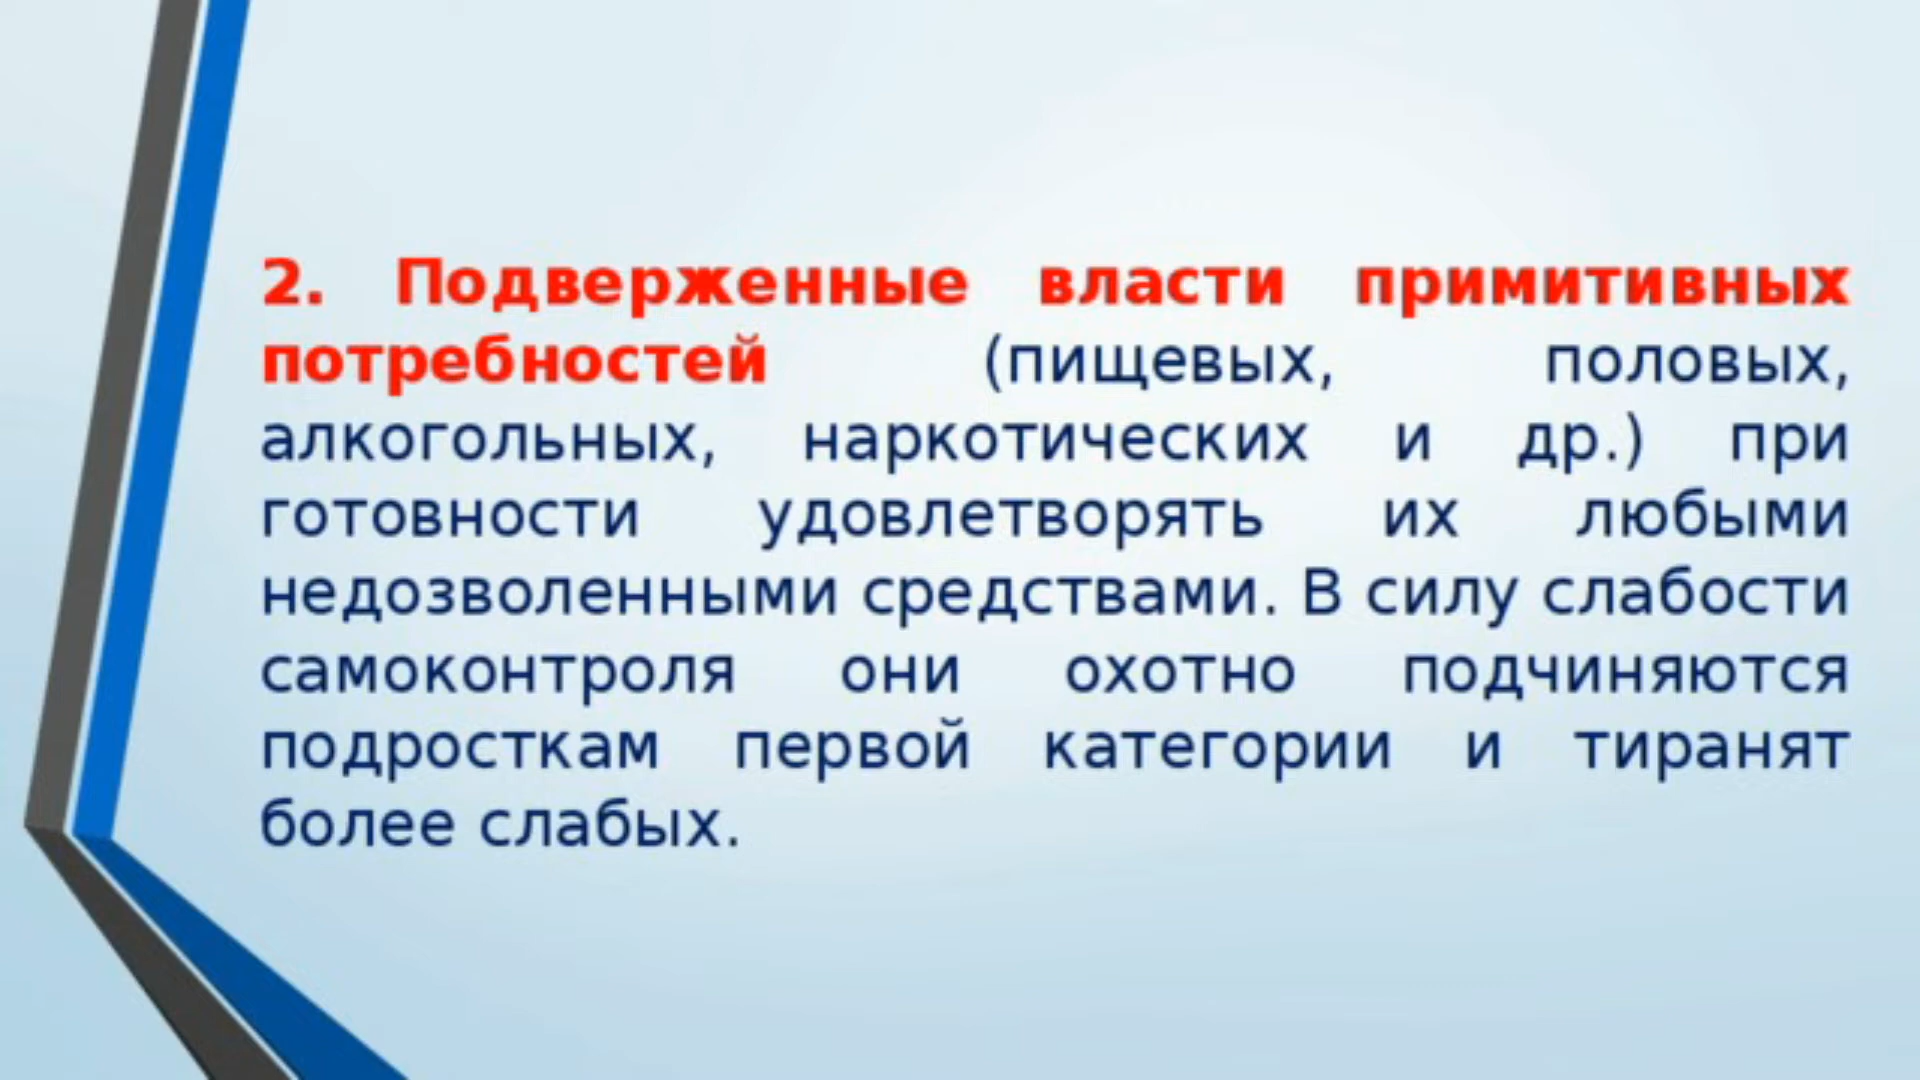 2. Подверженные власти примитивных
потребностей (пищевых, половых,
алкогольных, наркотических и др.) при
готовности удовлетворять их любыми
недозволенными средствами. В силу слабости
самоконтроля они охотно подчиняются
подросткам первой категории и тиранят
более слабых.